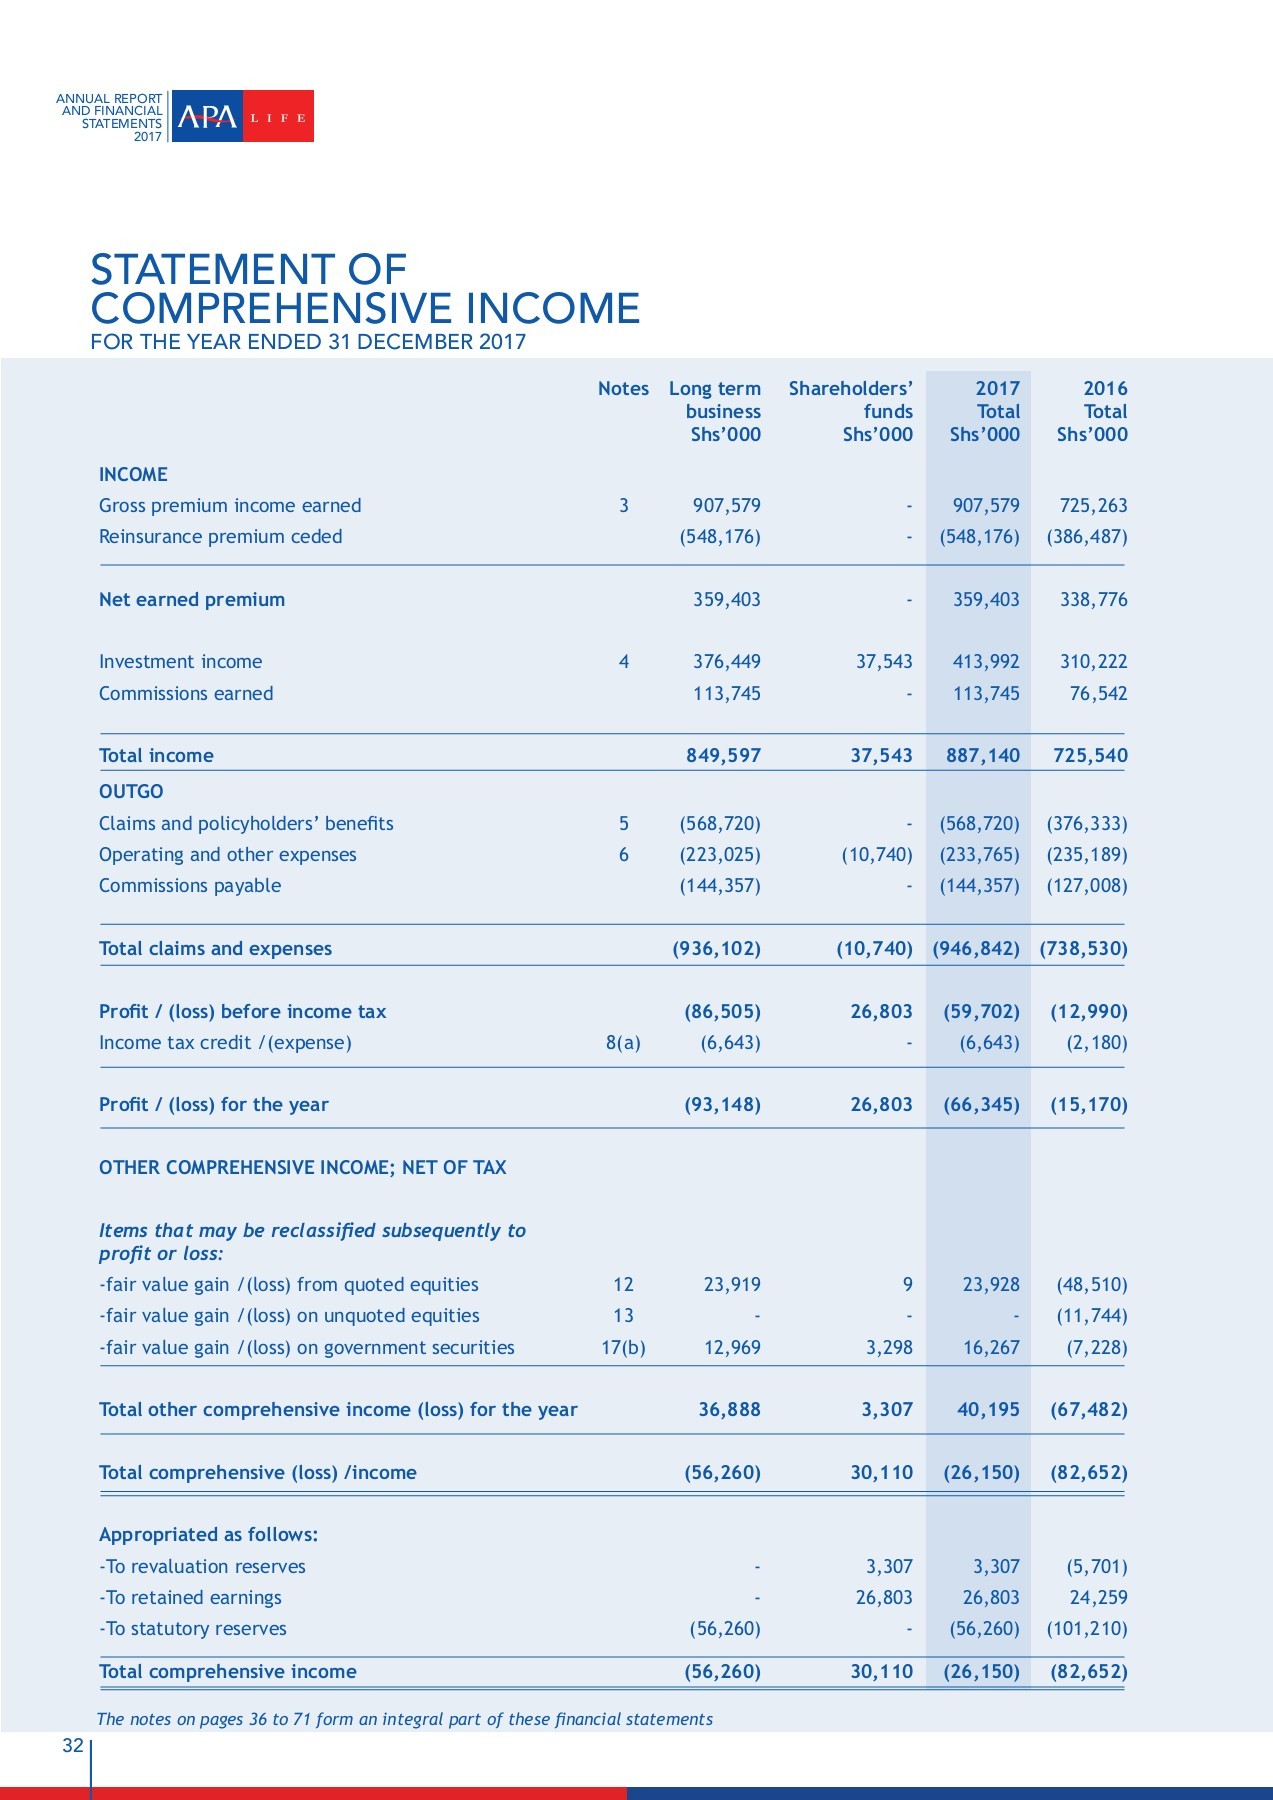 ANNUAL REPORT
AND FINANCIAL
STATEMENTS
2017
APA LIFE
STATEMENT OF
COMPREHENSIVE INCOME
FOR THE YEAR ENDED 31 DECEMBER 2017
Notes Long term Shareholders’ 2017 2016
business funds Total Total
Shs’000 Shs’000 Shs’000 Shs’000
INCOME
Gross premium income earned 3 907,579 - 907,579 725,263
Reinsurance premium ceded (548,176) - (548,176) (386,487)
Net earned premium 359,403 - 359,403 338,776
Investment income 4 376,449 37,543 413,992 310,222
Commissions earned 113,745 - 113,745 76,542
Total income 849,597 37,543 887,140 725,540
OUTGO
Claims and policyholders’ benefits 5 (568,720) - (568,720) (376,333)
Operating and other expenses 6 (223,025) (10,740) (233,765) (235,189)
Commissions payable (144,357) - (144,357) (127,008)
Total claims and expenses (936,102) (10,740) (946,842) (738,530)
Profit / (loss) before income tax (86,505) 26,803 (59,702) (12,990)
Income tax credit /(expense) 8(a) (6,643) - (6,643) (2,180)
Profit / (loss) for the year (93,148) 26,803 (66,345) (15,170)
OTHER COMPREHENSIVE INCOME; NET OF TAX
Items that may be reclassified subsequently to
profit or loss:
-fair value gain /(loss) from quoted equities 12 23,919 9 23,928 (48,510)
-fair value gain /(loss) on unquoted equities 13 - - - (11,744)
-fair value gain /(loss) on government securities 17(b) 12,969 3,298 16,267 (7,228)
Total other comprehensive income (loss) for the year 36,888 3,307 40,195 (67,482)
Total comprehensive (loss) /income (56,260) 30,110 (26,150) (82,652)
Appropriated as follows:
-To revaluation reserves - 3,307 3,307 (5,701)
-To retained earnings - 26,803 26,803 24,259
-To statutory reserves (56,260) - (56,260) (101,210)
Total comprehensive income (56,260) 30,110 (26,150) (82,652)
The notes on pages 36 to 71 form an integral part of these financial statements
32